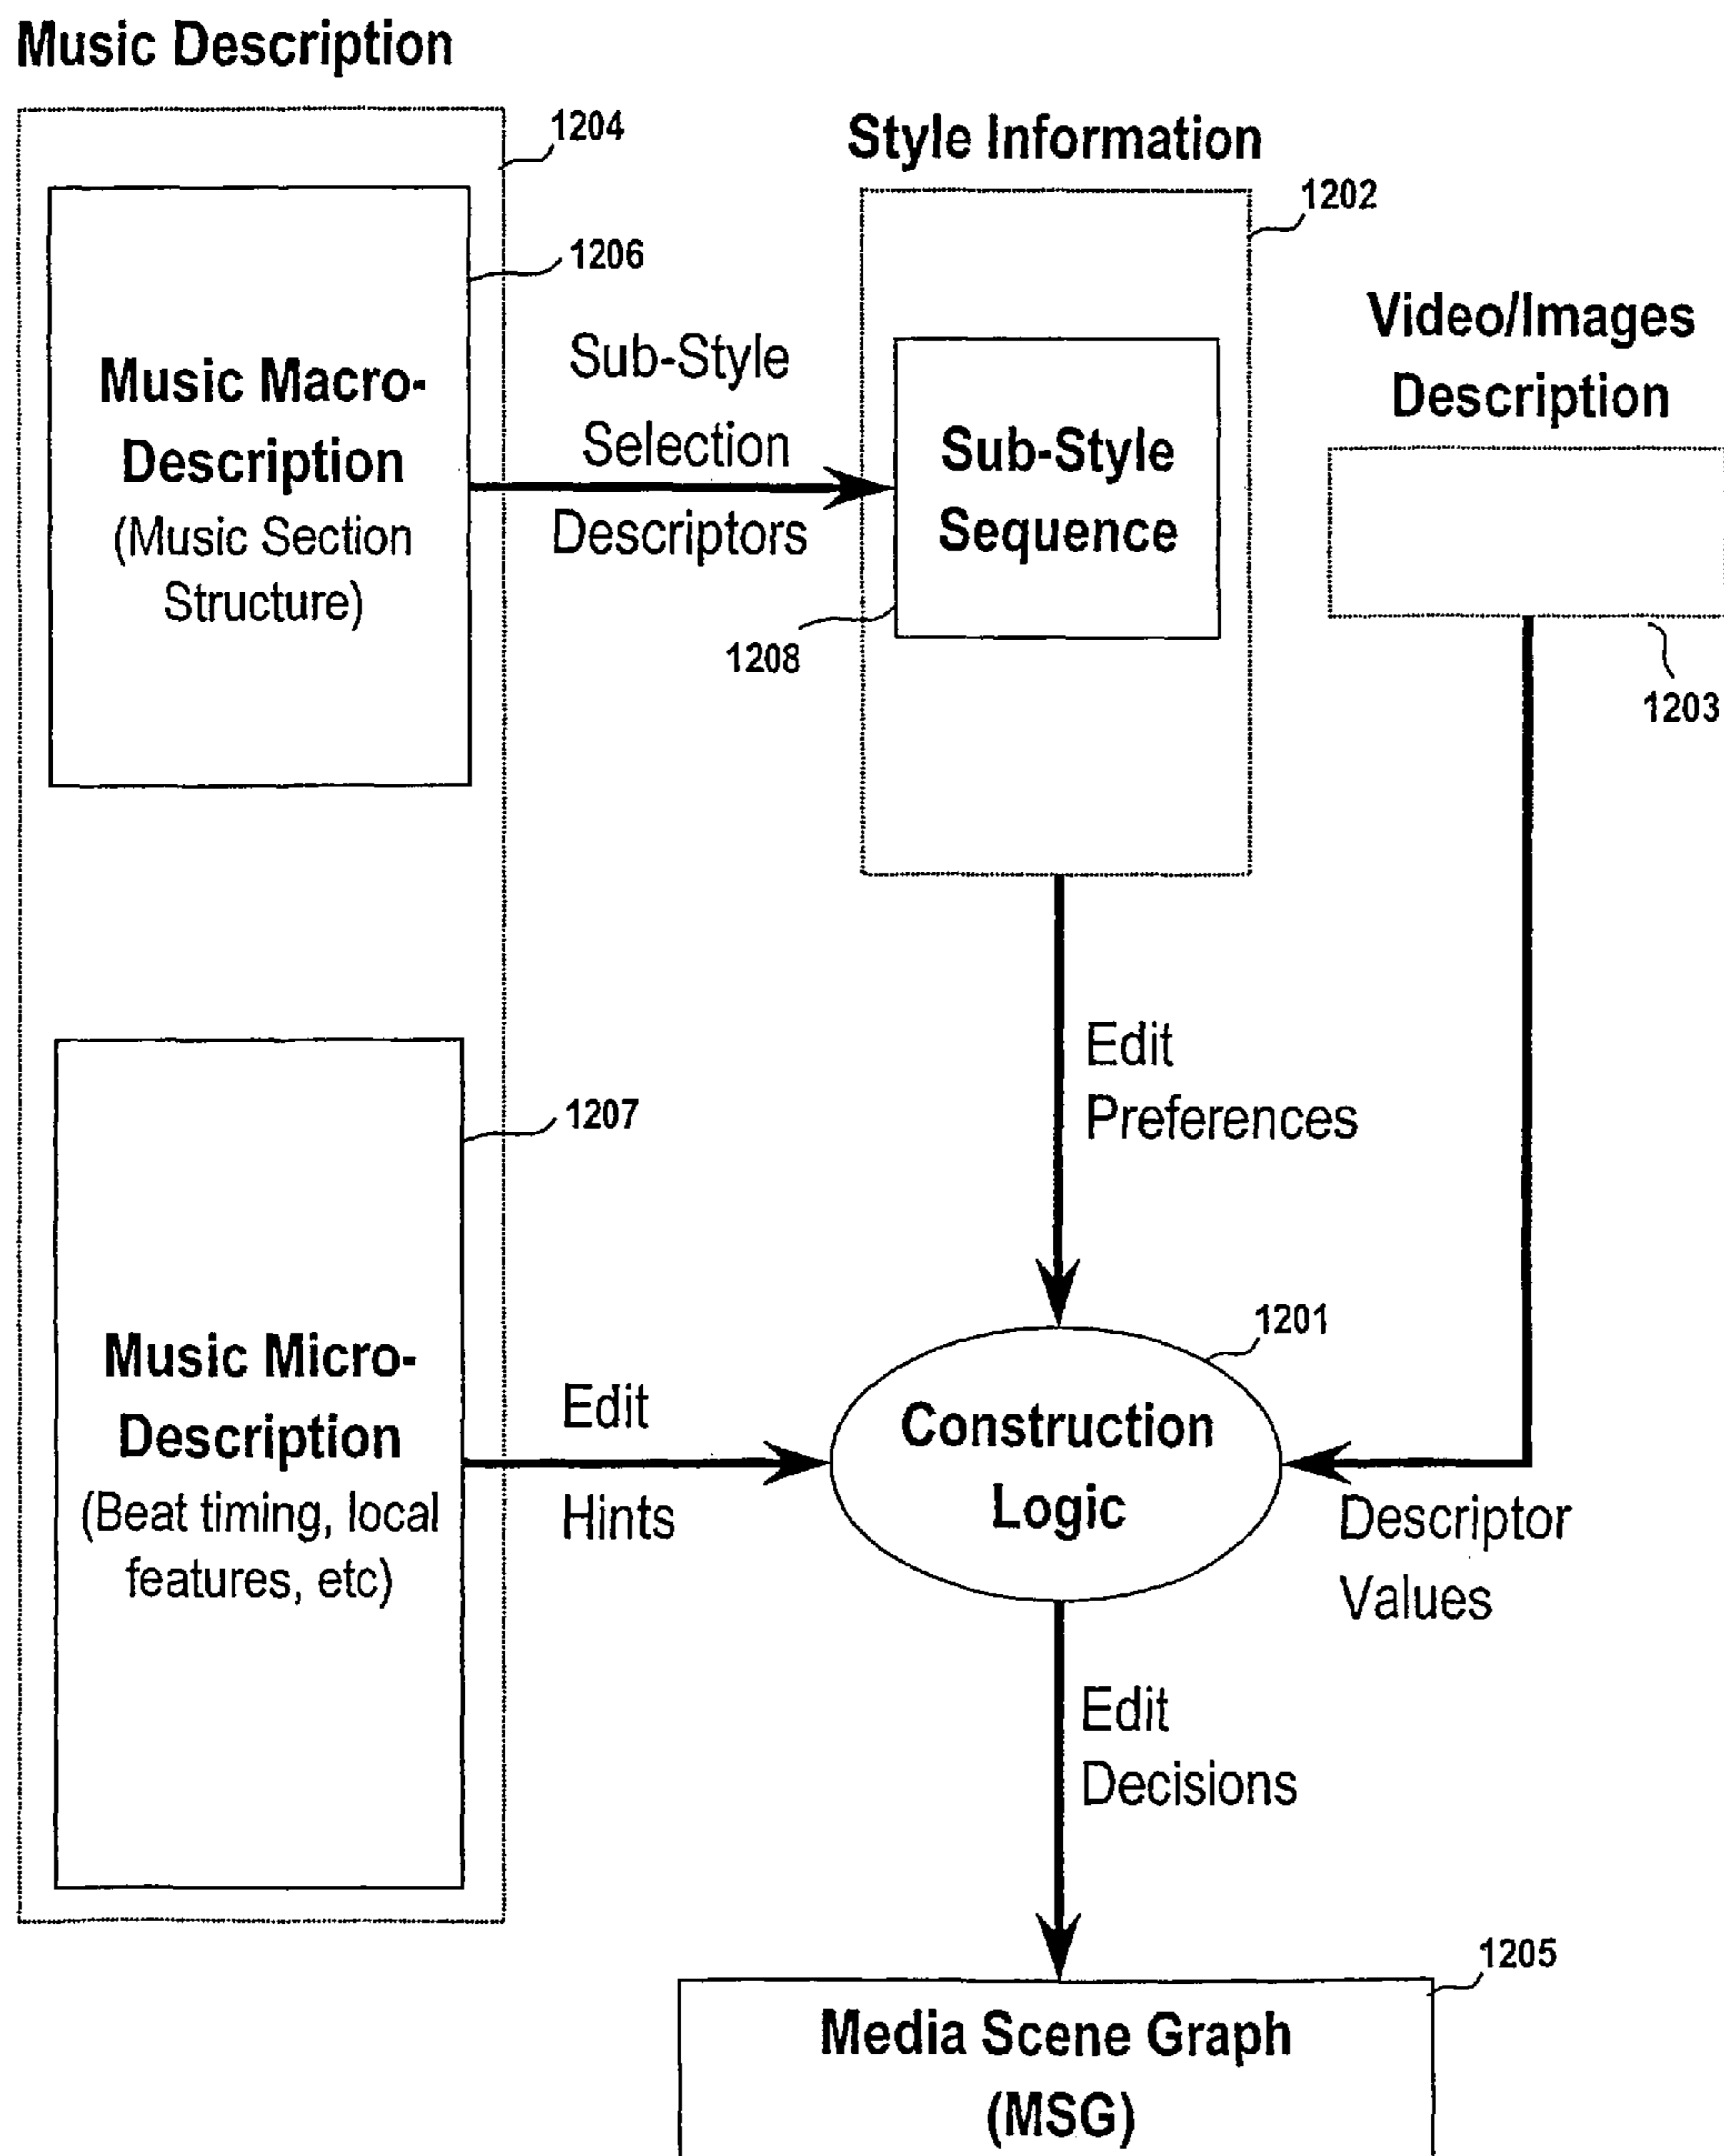 Music Description
1204
Style Information
1202
1206
Video/Images
Description
Music Macro-
Description
(Music Section
Structure)
Sub-Style
Selection
Descriptors
Sub-Style
Sequence
1208
1203
Edit
Preferences
1207
1201
Music Micro-
Description
(Beat timing, local
features, etc)
Edit
Hints
Construction
Logic
Descriptor
Values
Edit
Decisions
1205
Media Scene Graph
(MSG)